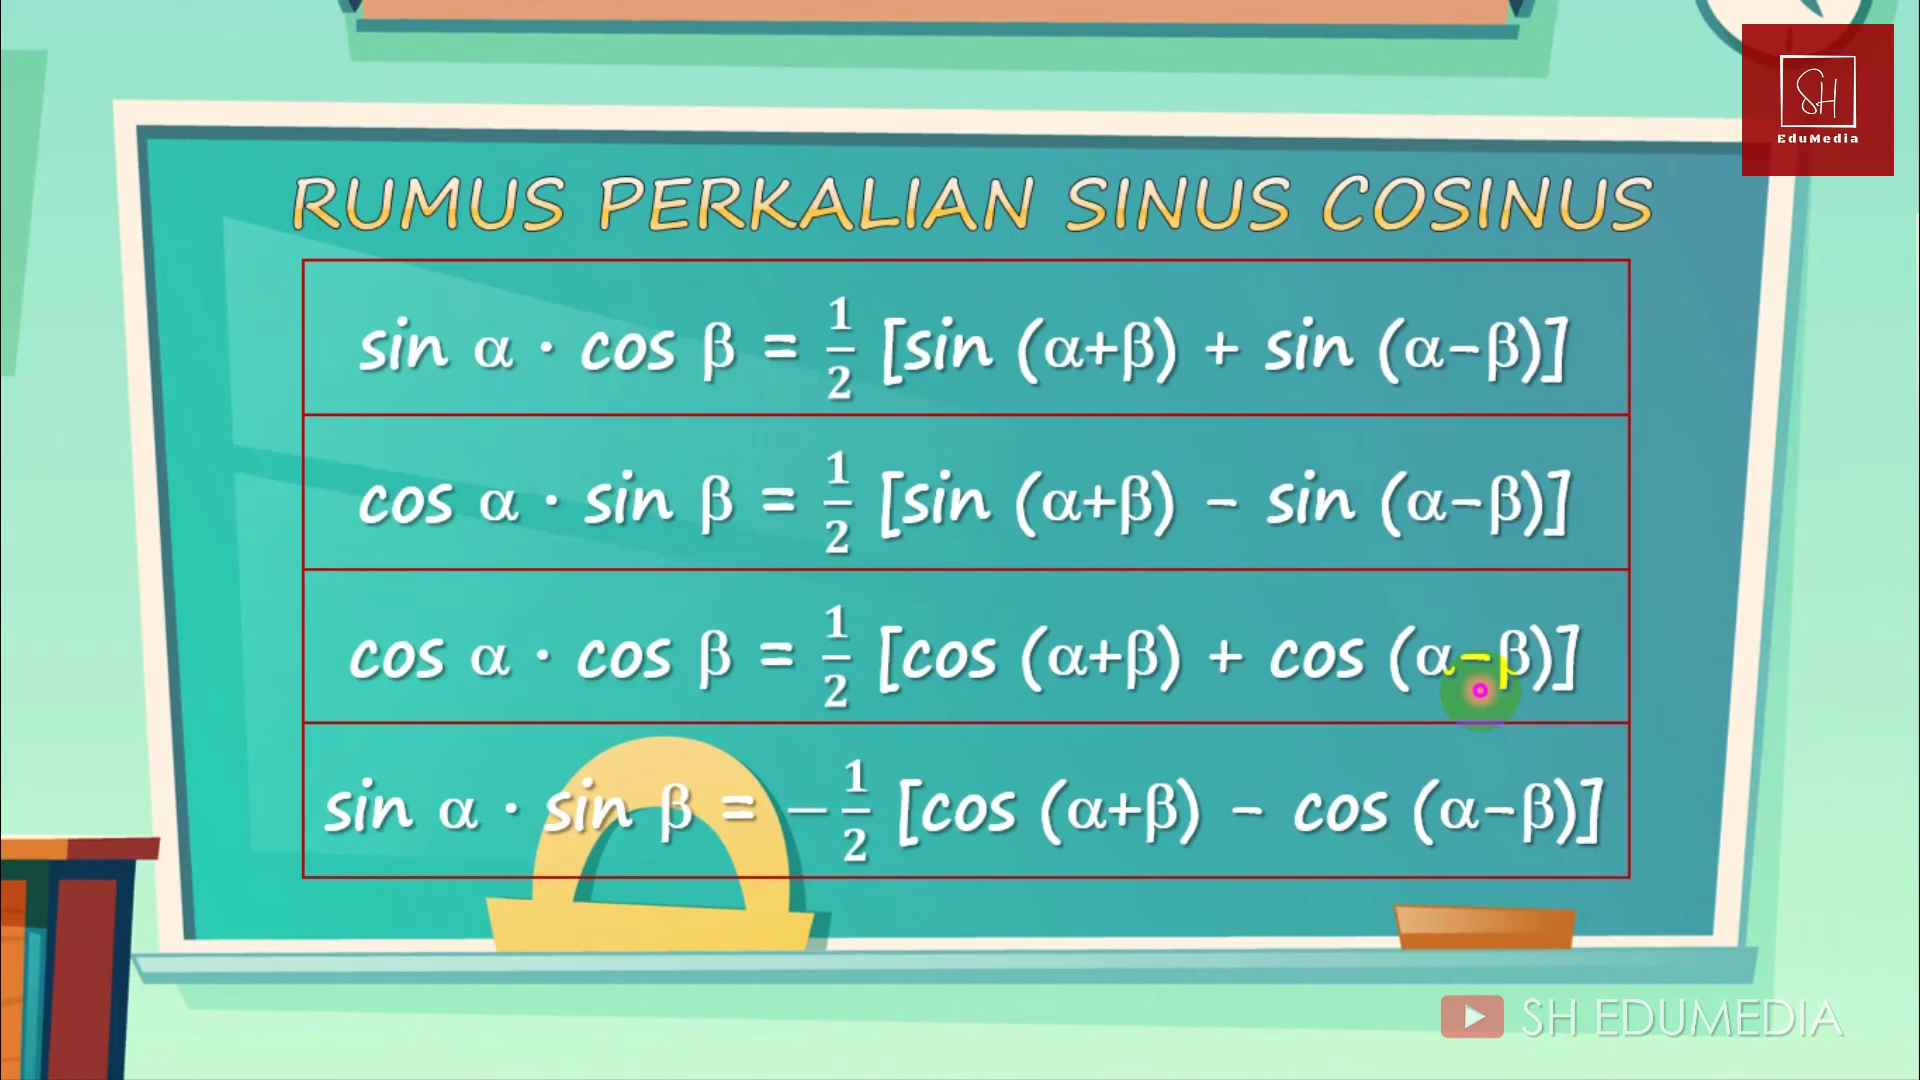 SH
EduMedia
RUMUS PERKALIAN SINUS COSINUS
sin α · cos β = 1/2 [sin (α+β) + sin (α−β)]
cos α · sin β = 1/2 [sin (α+β) - sin (α−β)]
cos α · cos β = 1/2 [cos (α+β) + cos (α−β)]
sin α · sin β = −1/2 [cos (α+β) - cos (α−β)]
SH EDUMEDIA